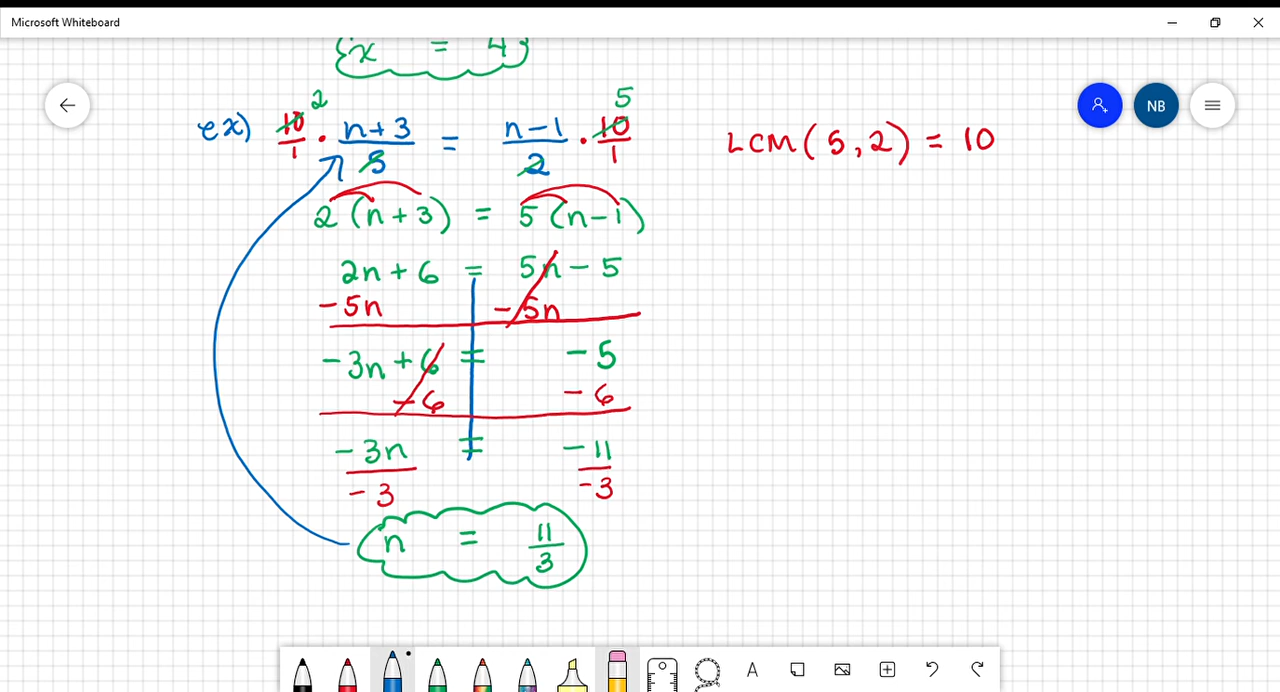 Microsoft Whiteboard
{x = 4}
2 5
ex) 10/1 · n+3/5 = n-1/2 · 10/1 LCM(5,2) = 10
NB
2(n+3) = 5(n-1)
2n+6 = 5n-5
-5n -5n
-3n+6 = -5
-6 -6
-3n/-3 = -11/-3
n = 11/3
A